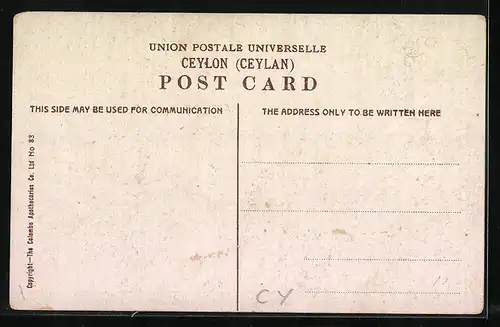 UNION POSTALE UNIVERSELLE
CEYLON (CEYLAN)
POST CARD
THIS SIDE MAY BE USED FOR COMMUNICATION
THE ADDRESS ONLY TO BE WRITTEN HERE
Copyright—The Colombo Apothecaries Co: Ltd No 83
CY